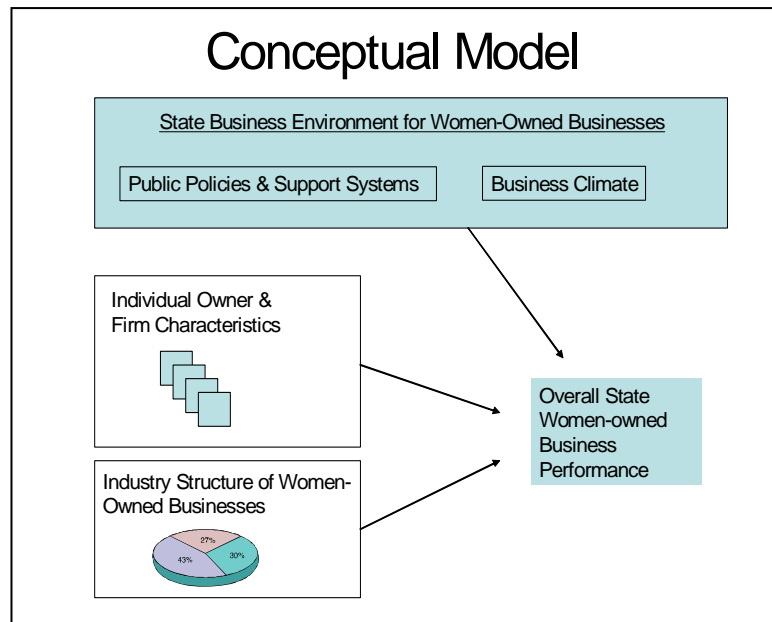 Conceptual Model
State Business Environment for Women-Owned Businesses
Public Policies & Support Systems
Business Climate
Individual Owner &
Firm Characteristics
Overall State
Women-owned
Business
Performance
Industry Structure of Women-
Owned Businesses
27%
43%
30%